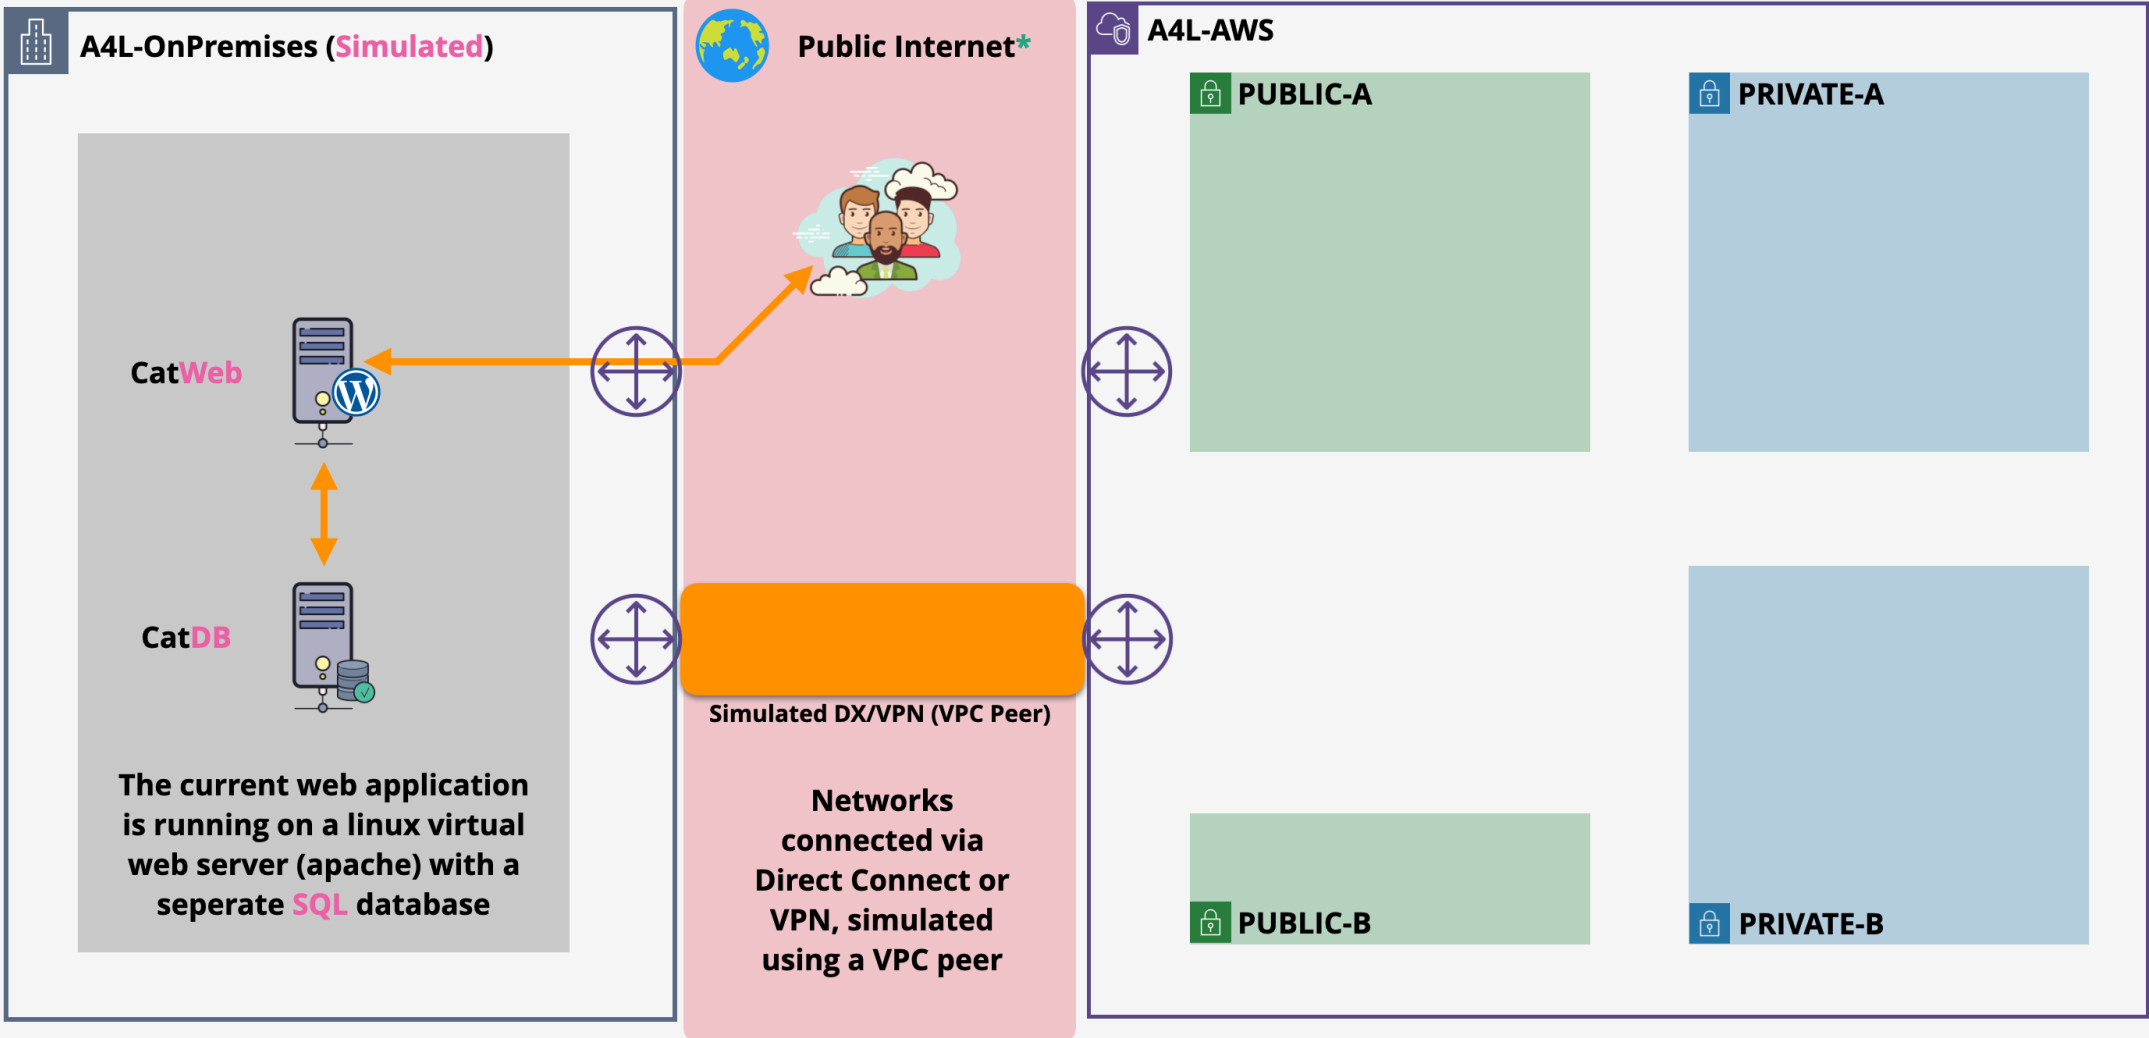 A4L-OnPremises (Simulated)
CatWeb
CatDB
The current web application
is running on a linux virtual
web server (apache) with a
seperate SQL database
Public Internet*
Simulated DX/VPN (VPC Peer)
Networks
connected via
Direct Connect or
VPN, simulated
using a VPC peer
A4L-AWS
PUBLIC-A
PRIVATE-A
PUBLIC-B
PRIVATE-B